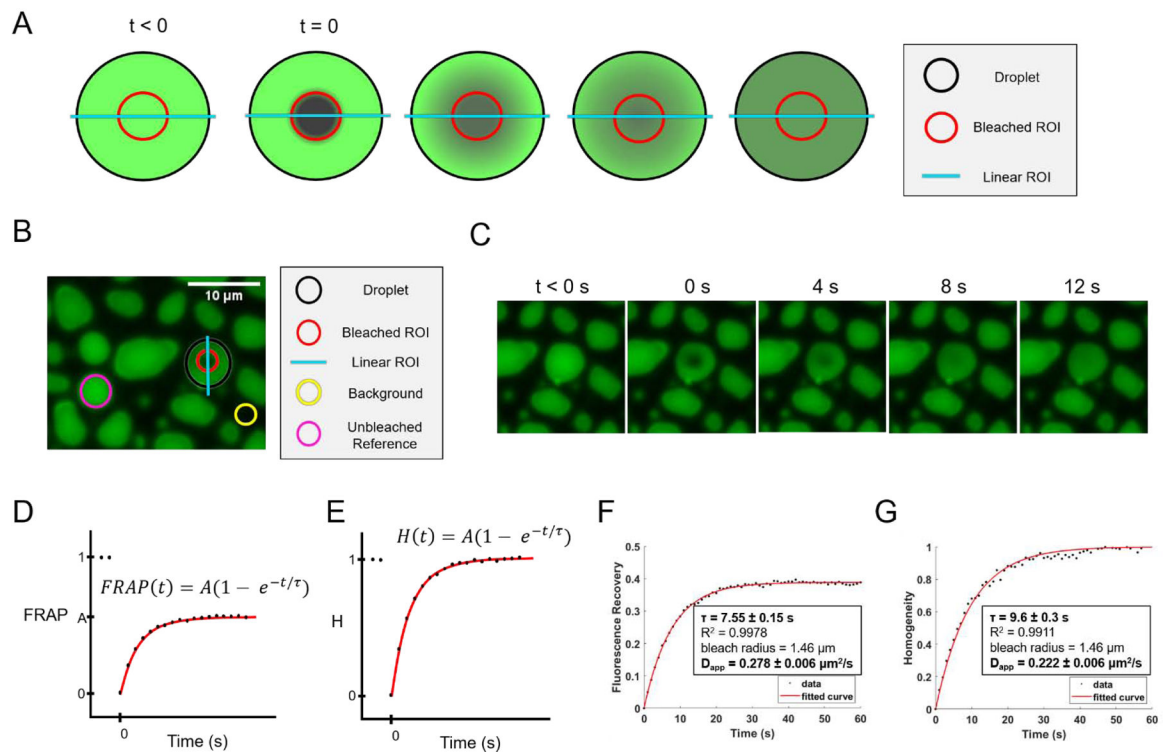 A
t < 0
t = 0
Droplet
Bleached ROI
Linear ROI
B
10 µm
Droplet
Bleached ROI
Linear ROI
Background
Unbleached
Reference
C
t < 0 s
0 s
4 s
8 s
12 s
D
1
FRAP(t) = A(1 − e^{−t/τ})
FRAP
A
0
0
Time (s)
E
H(t) = A(1 − e^{−t/τ})
1
H
0
0
Time (s)
F
0.5
0.4
0.3
0.2
0.1
0
Fluorescence Recovery
τ = 7.55 ± 0.15 s
R² = 0.9978
bleach radius = 1.46 µm
D_app = 0.278 ± 0.006 µm²/s
data
fitted curve
0 10 20 30 40 50 60
Time (s)
G
1
0.8
0.6
0.4
0.2
0
Homogeneity
τ = 9.6 ± 0.3 s
R² = 0.9911
bleach radius = 1.46 µm
D_app = 0.222 ± 0.006 µm²/s
data
fitted curve
0 10 20 30 40 50 60
Time (s)